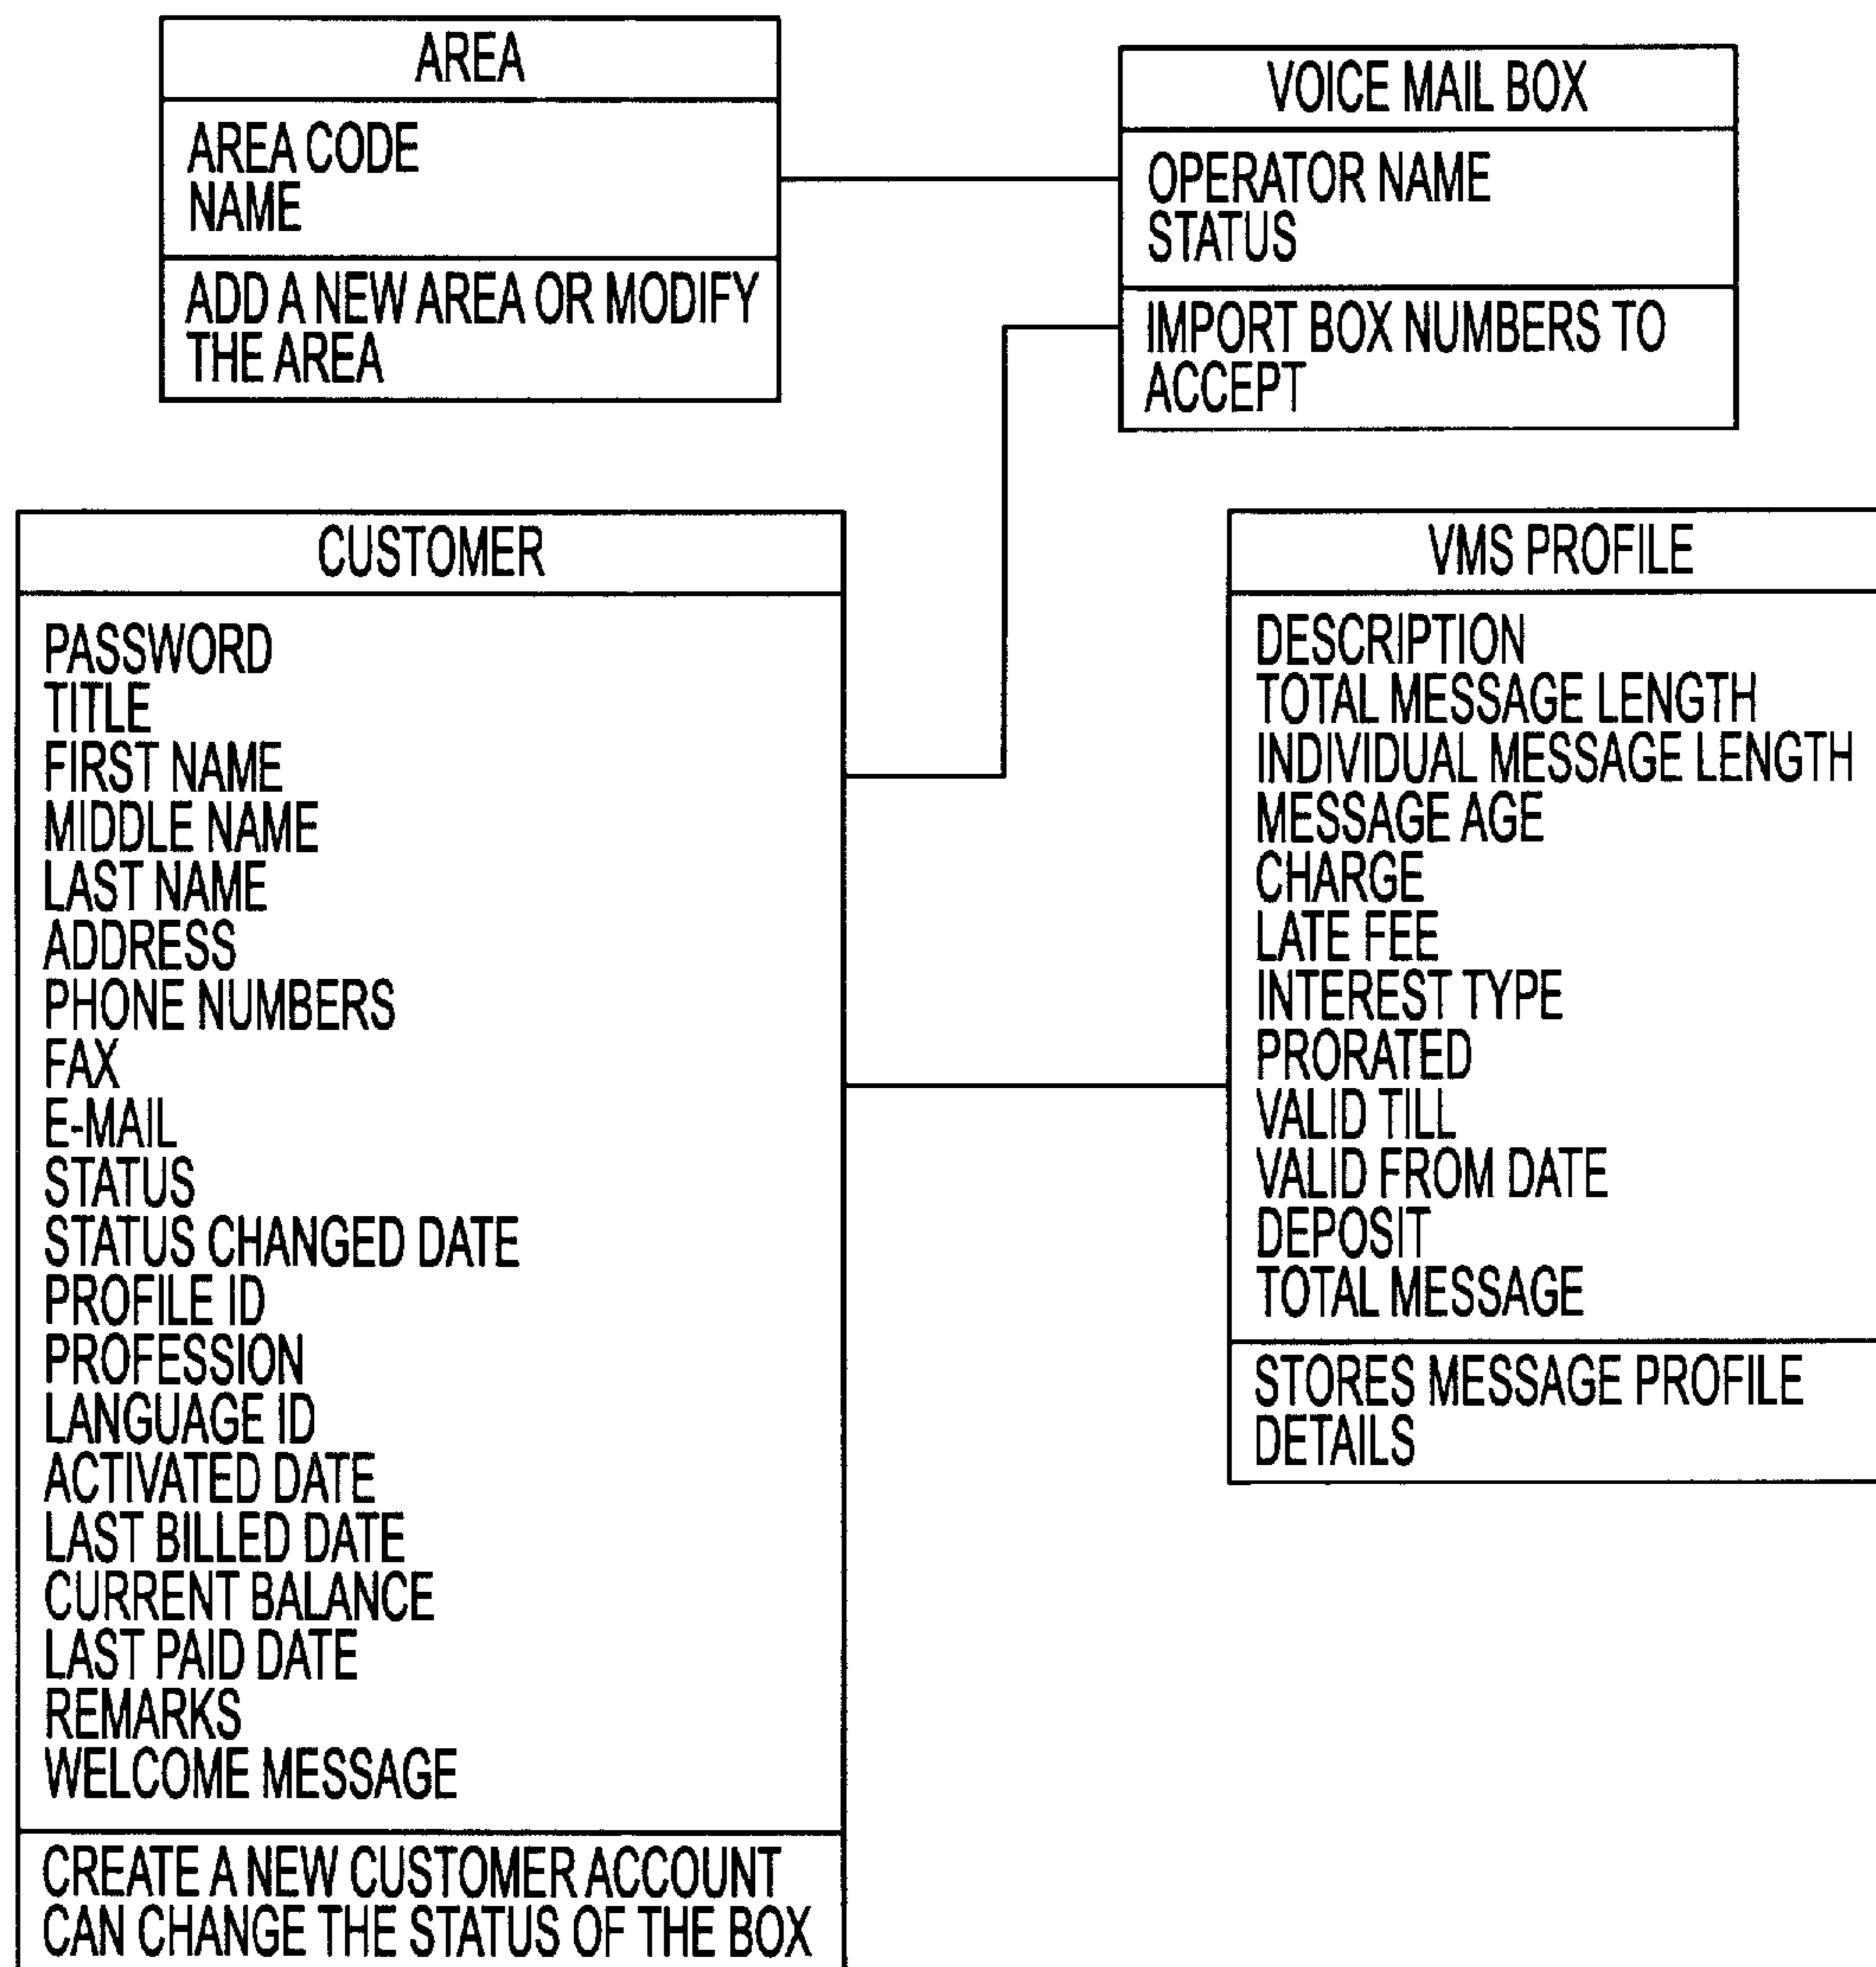 AREA
AREA CODE
NAME
ADD A NEW AREA OR MODIFY
THE AREA
VOICE MAIL BOX
OPERATOR NAME
STATUS
IMPORT BOX NUMBERS TO
ACCEPT
CUSTOMER
PASSWORD
TITLE
FIRST NAME
MIDDLE NAME
LAST NAME
ADDRESS
PHONE NUMBERS
FAX
E-MAIL
STATUS
STATUS CHANGED DATE
PROFILE ID
PROFESSION
LANGUAGE ID
ACTIVATED DATE
LAST BILLED DATE
CURRENT BALANCE
LAST PAID DATE
REMARKS
WELCOME MESSAGE
CREATE A NEW CUSTOMER ACCOUNT
CAN CHANGE THE STATUS OF THE BOX
VMS PROFILE
DESCRIPTION
TOTAL MESSAGE LENGTH
INDIVIDUAL MESSAGE LENGTH
MESSAGE AGE
CHARGE
LATE FEE
INTEREST TYPE
PRORATED
VALID TILL
VALID FROM DATE
DEPOSIT
TOTAL MESSAGE
STORES MESSAGE PROFILE
DETAILS